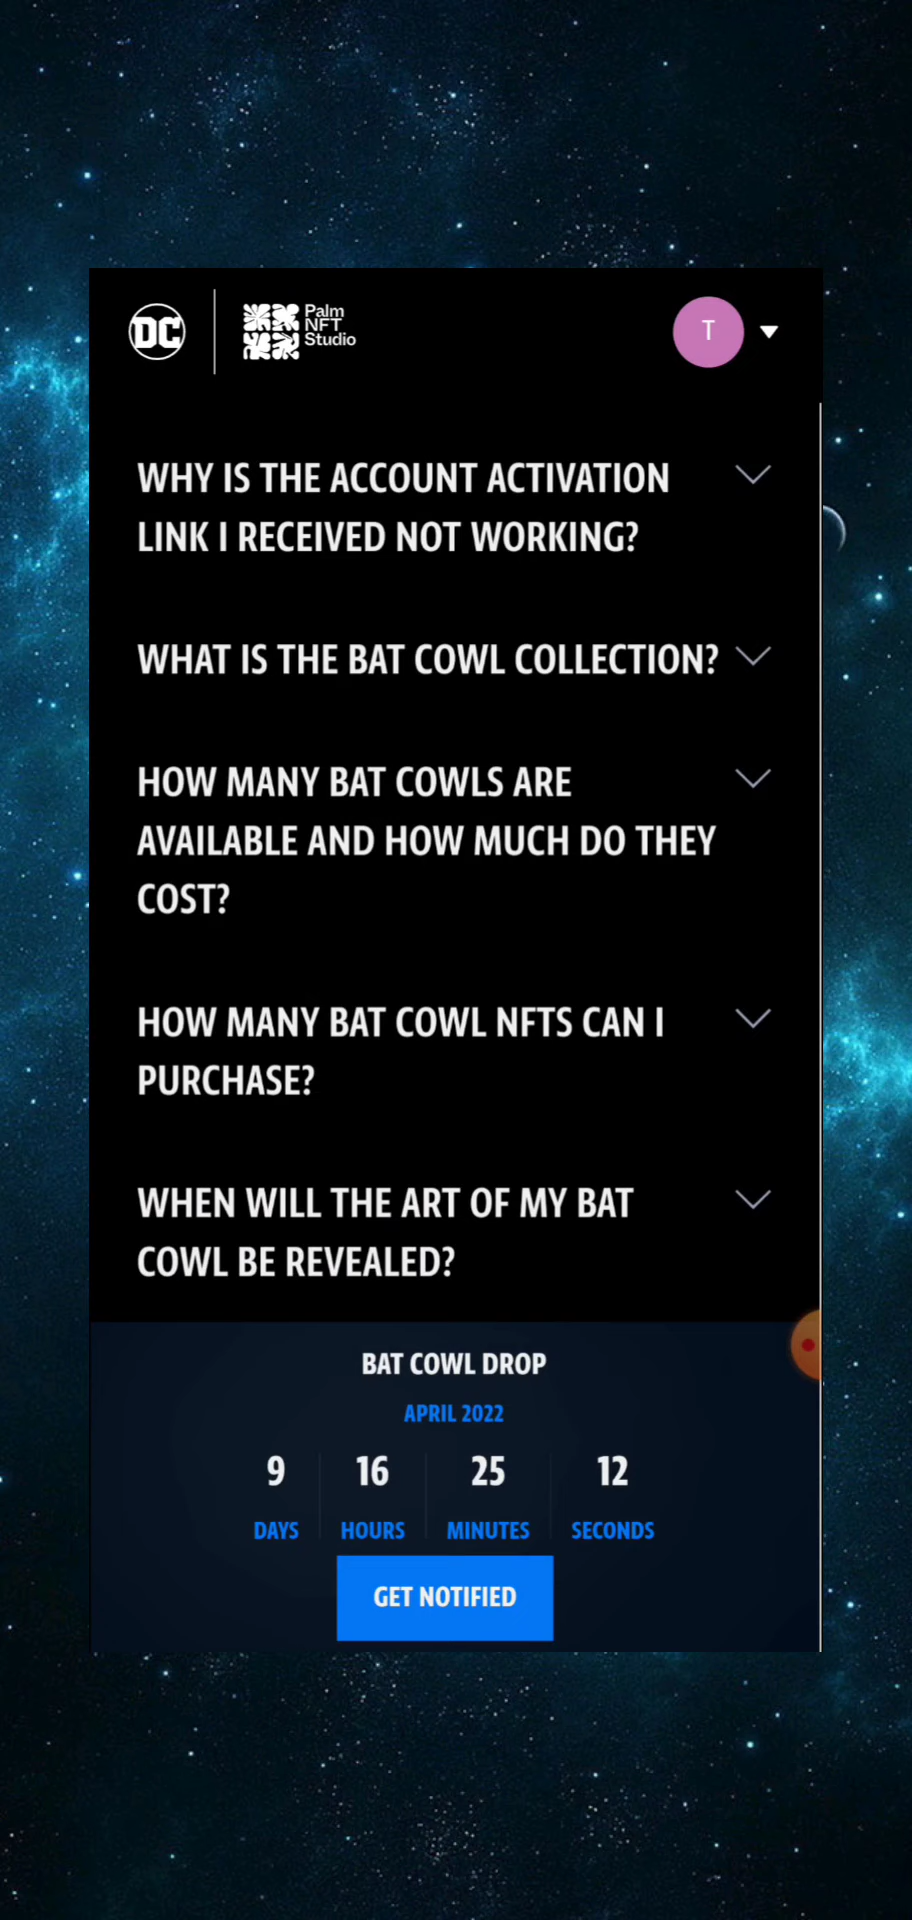 DC
Palm
NFT
Studio
T
WHY IS THE ACCOUNT ACTIVATION
LINK I RECEIVED NOT WORKING?
WHAT IS THE BAT COWL COLLECTION?
HOW MANY BAT COWLS ARE
AVAILABLE AND HOW MUCH DO THEY
COST?
HOW MANY BAT COWL NFTS CAN I
PURCHASE?
WHEN WILL THE ART OF MY BAT
COWL BE REVEALED?
BAT COWL DROP
APRIL 2022
9 16 25 12
DAYS HOURS MINUTES SECONDS
GET NOTIFIED